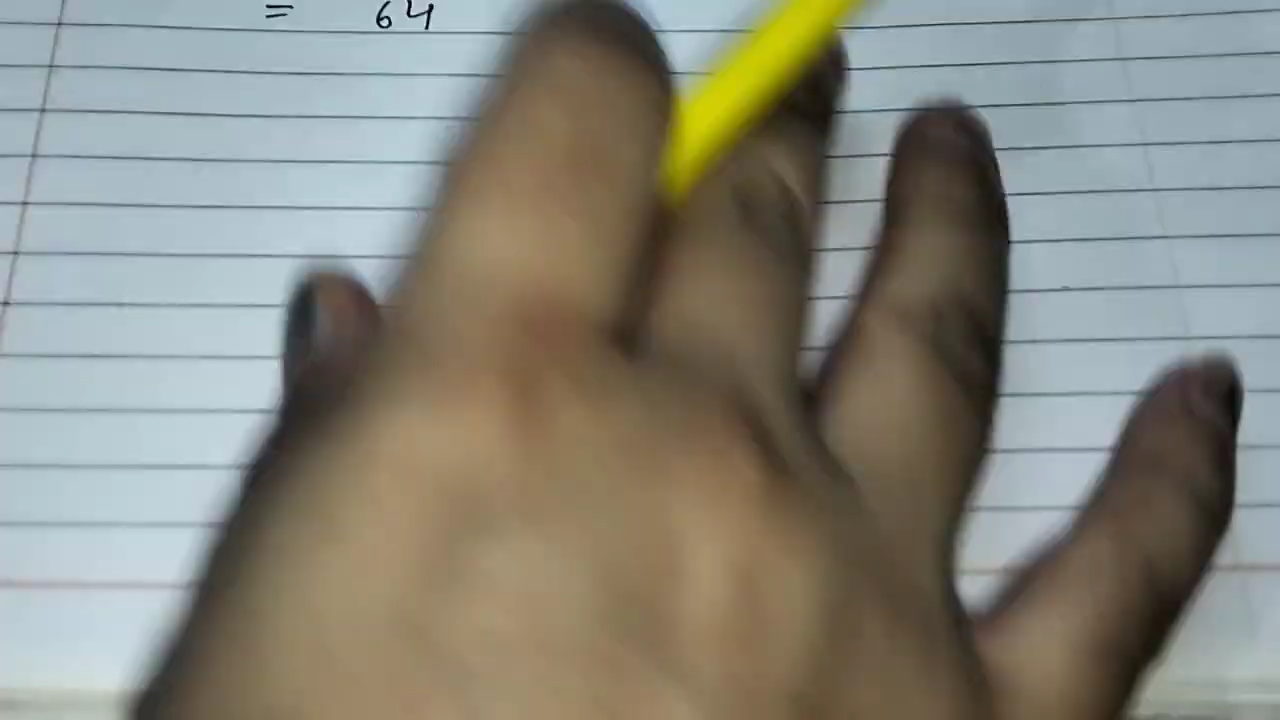 = 64